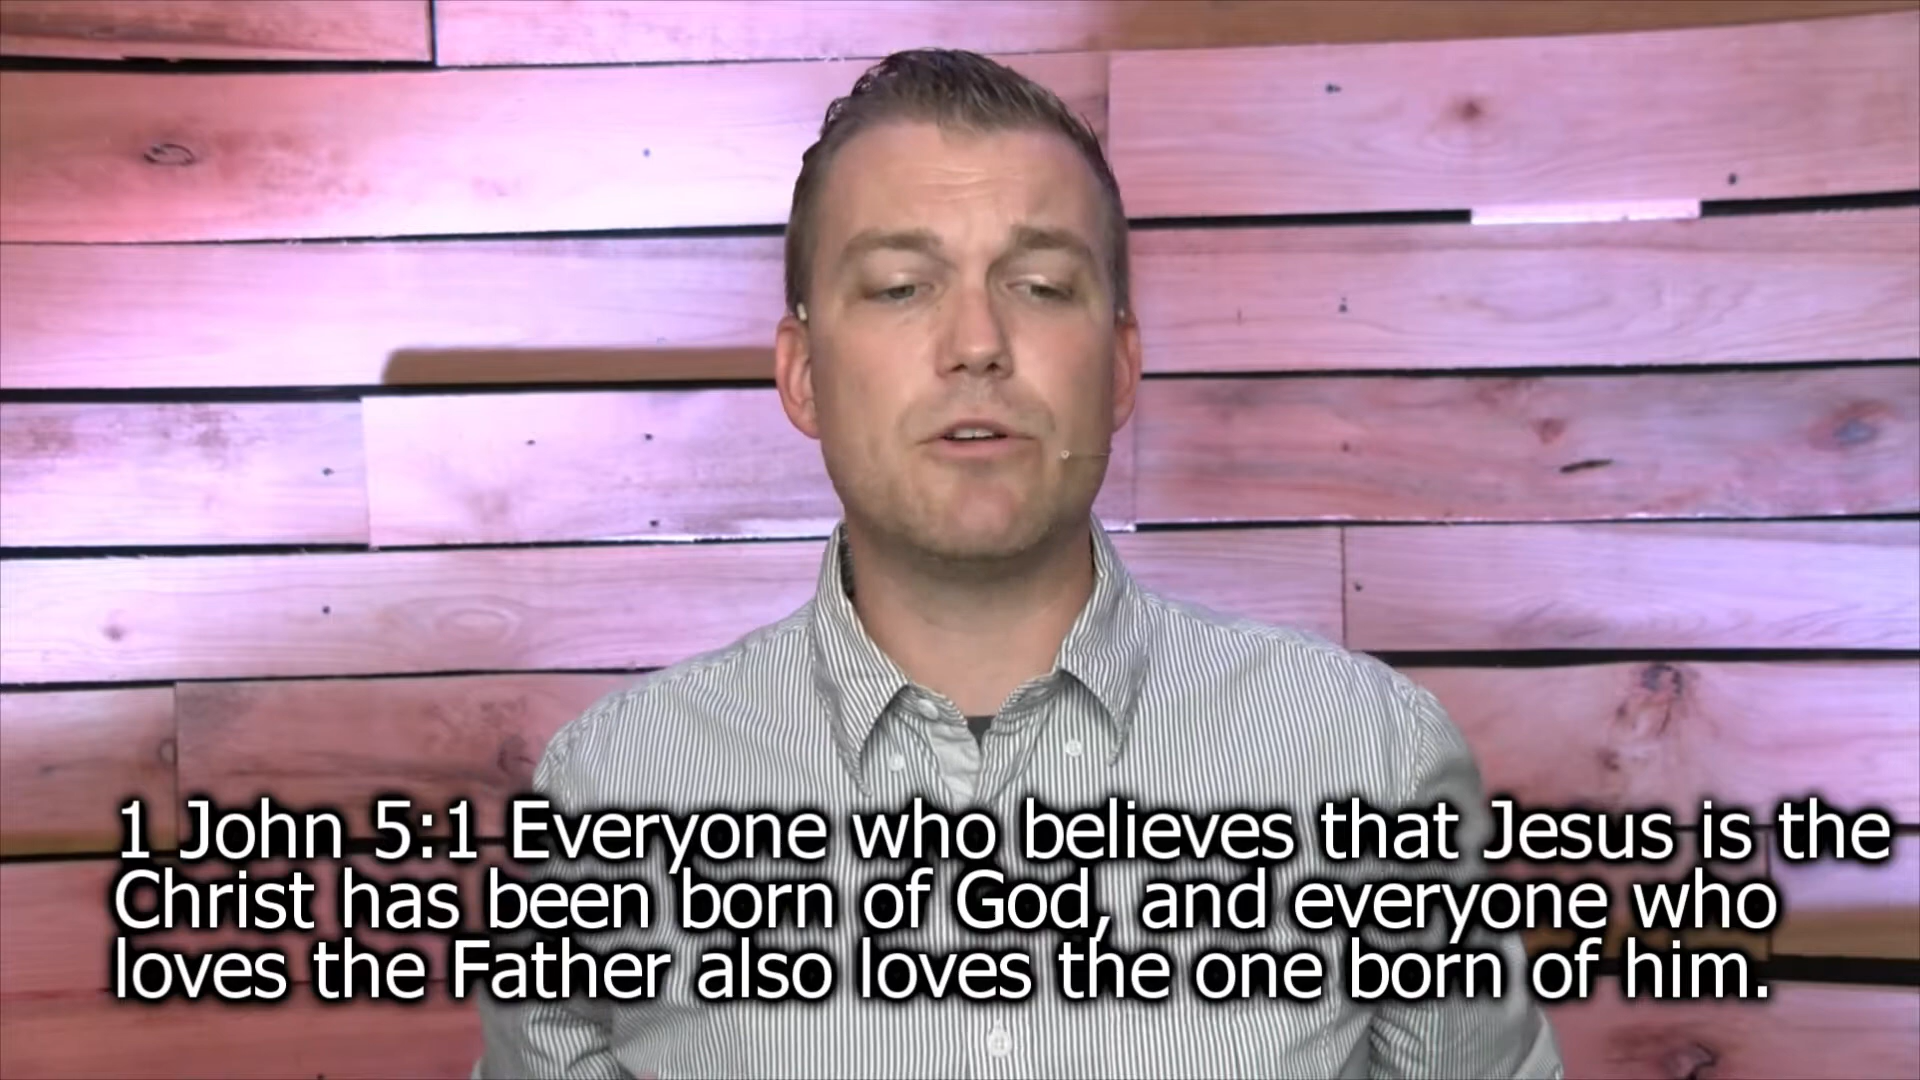 1 John 5:1 Everyone who believes that Jesus is the
Christ has been born of God, and everyone who
loves the Father also loves the one born of him.